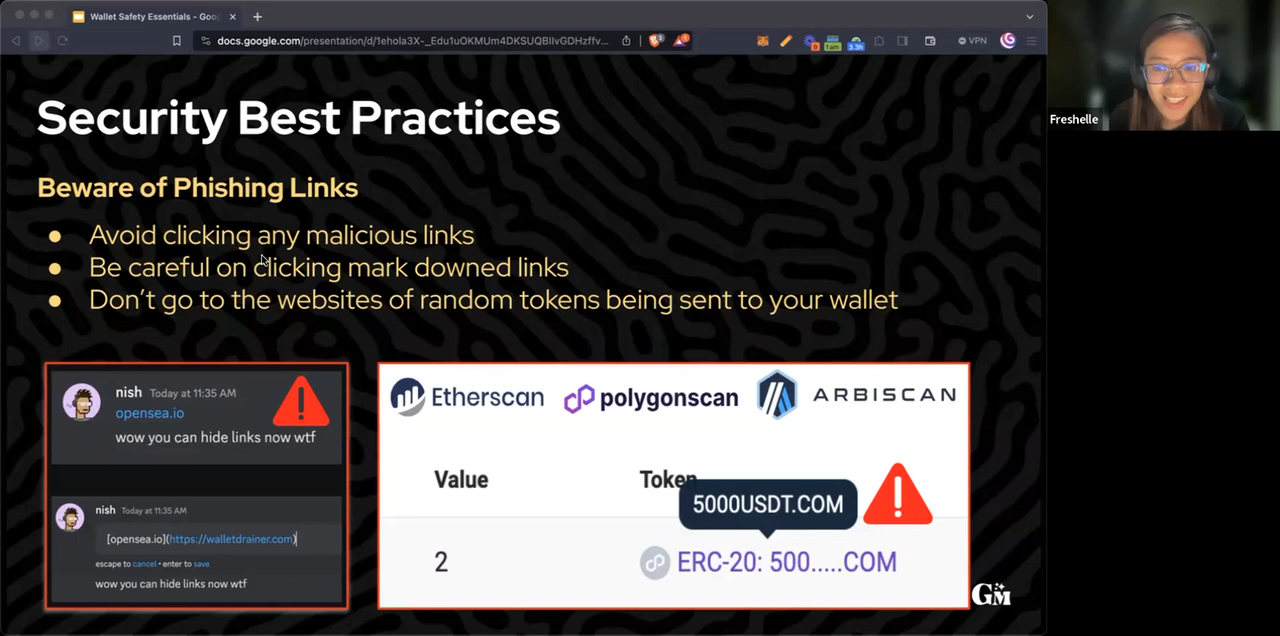 Wallet Safety Essentials - Goo
docs.google.com/presentation/d/1ehola3X-_Edu1uOKMUm4DKSUQBIIvGDHzffv...
VPN
Freshelle
Security Best Practices
Beware of Phishing Links
● Avoid clicking any malicious links
● Be careful on clicking mark downed links
● Don't go to the websites of random tokens being sent to your wallet
nish Today at 11:35 AM
opensea.io
wow you can hide links now wtf
nish Today at 11:35 AM
[opensea.io](https://walletdrainer.com)
escape to cancel • enter to save
wow you can hide links now wtf
Etherscan polygonscan ARBISCAN
Value Token
5000USDT.COM
2 ERC-20: 500.....COM
GM